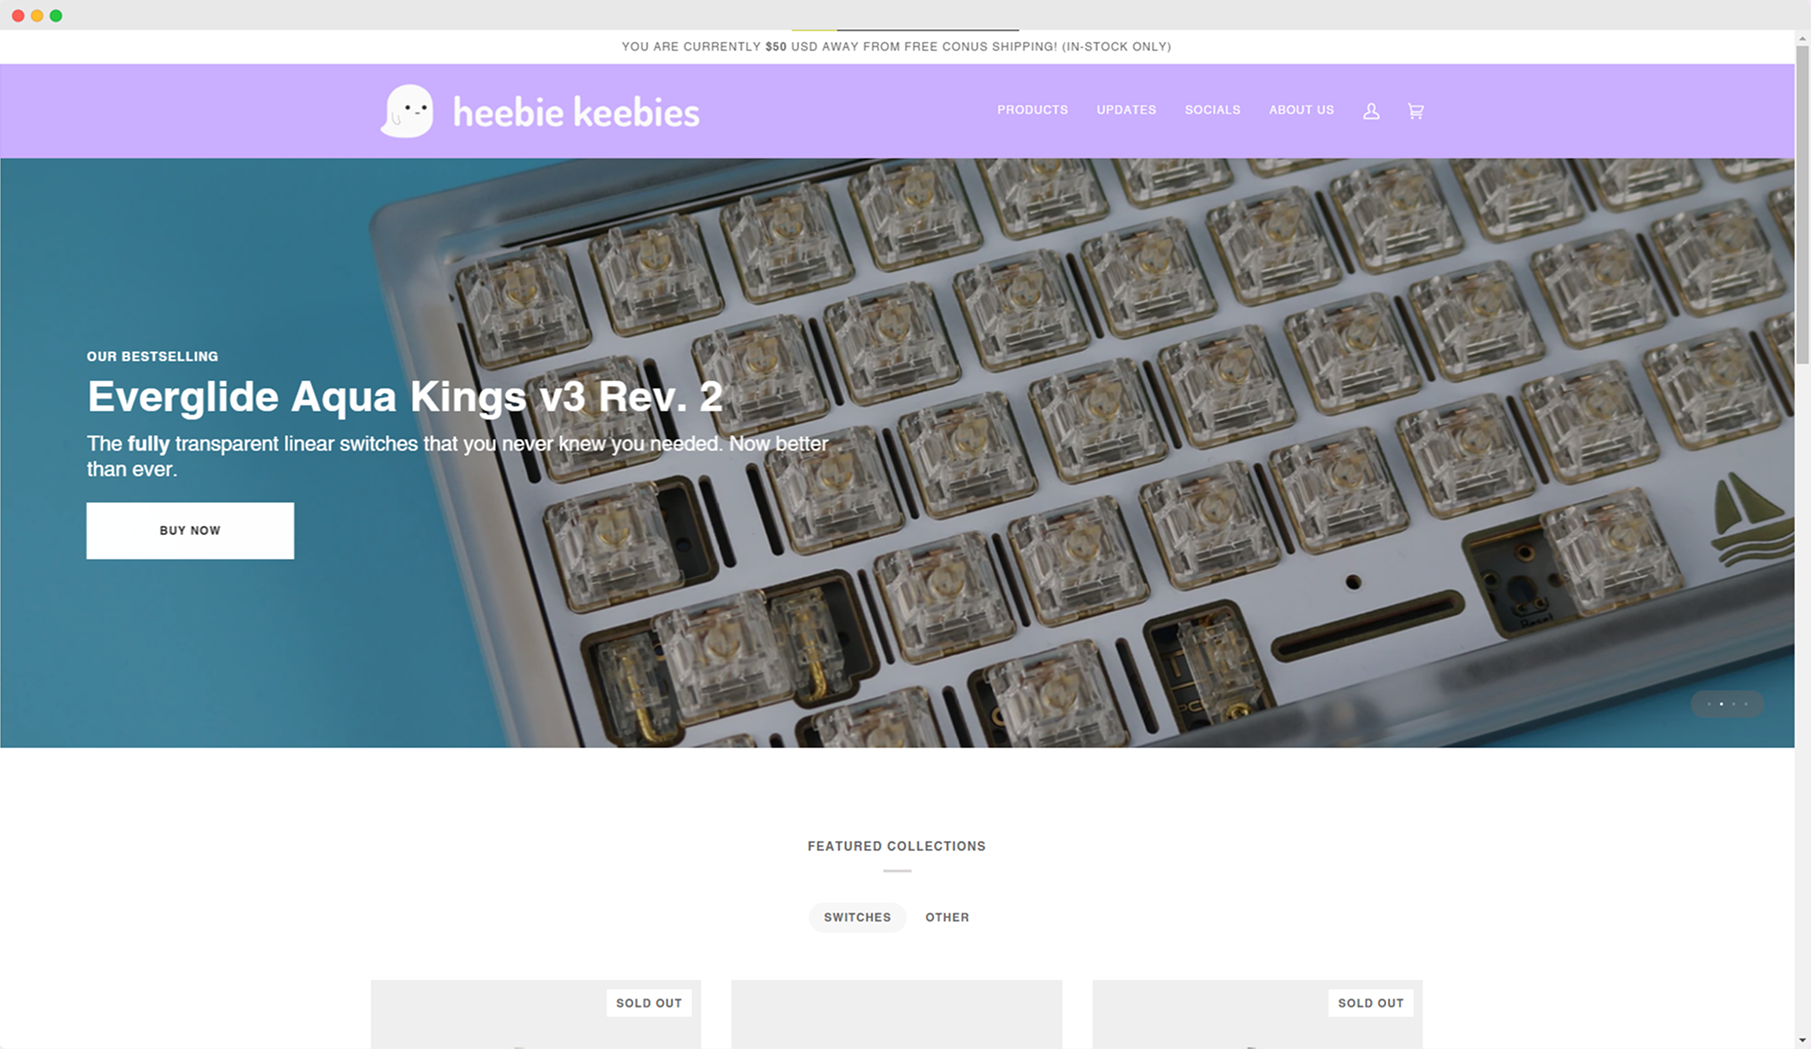 YOU ARE CURRENTLY $50 USD AWAY FROM FREE CONUS SHIPPING! (IN-STOCK ONLY)
heebie keebies
PRODUCTS
UPDATES
SOCIALS
ABOUT US
OUR BESTSELLING
Everglide Aqua Kings v3 Rev. 2
The fully transparent linear switches that you never knew you needed. Now better
than ever.
BUY NOW
Reset
FEATURED COLLECTIONS
SWITCHES
OTHER
SOLD OUT
SOLD OUT